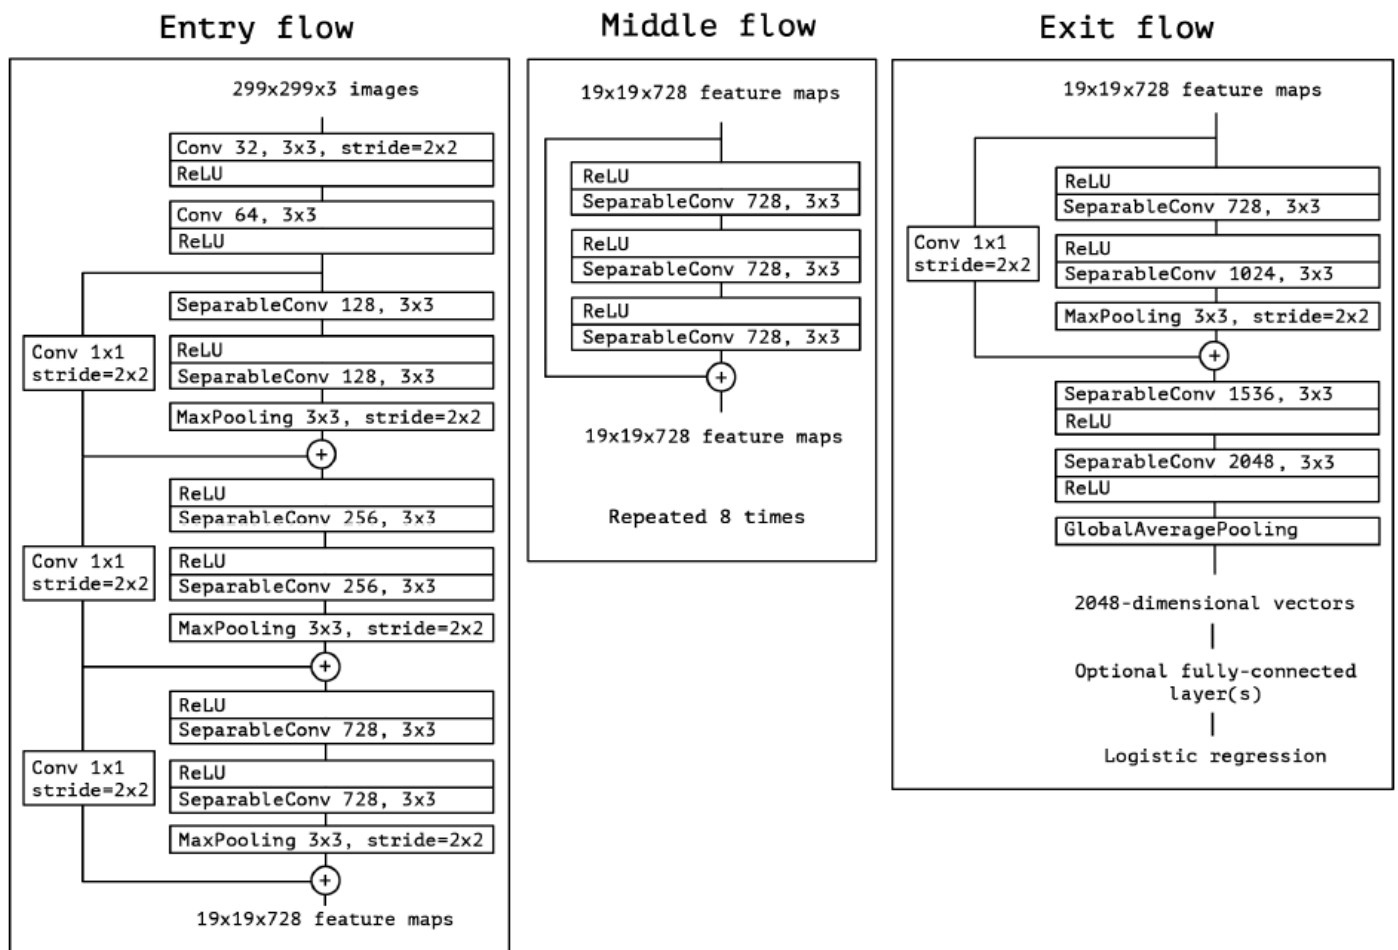 Entry flow
299x299x3 images
Conv 32, 3x3, stride=2x2
ReLU
Conv 64, 3x3
ReLU
SeparableConv 128, 3x3
Conv 1x1
stride=2x2
ReLU
SeparableConv 128, 3x3
MaxPooling 3x3, stride=2x2
+
ReLU
SeparableConv 256, 3x3
Conv 1x1
stride=2x2
ReLU
SeparableConv 256, 3x3
MaxPooling 3x3, stride=2x2
+
ReLU
SeparableConv 728, 3x3
Conv 1x1
stride=2x2
ReLU
SeparableConv 728, 3x3
MaxPooling 3x3, stride=2x2
+
19x19x728 feature maps
Middle flow
19x19x728 feature maps
ReLU
SeparableConv 728, 3x3
ReLU
SeparableConv 728, 3x3
ReLU
SeparableConv 728, 3x3
+
19x19x728 feature maps
Repeated 8 times
Exit flow
19x19x728 feature maps
ReLU
SeparableConv 728, 3x3
Conv 1x1
stride=2x2
ReLU
SeparableConv 1024, 3x3
MaxPooling 3x3, stride=2x2
+
SeparableConv 1536, 3x3
ReLU
SeparableConv 2048, 3x3
ReLU
GlobalAveragePooling
2048-dimensional vectors
Optional fully-connected
layer(s)
Logistic regression